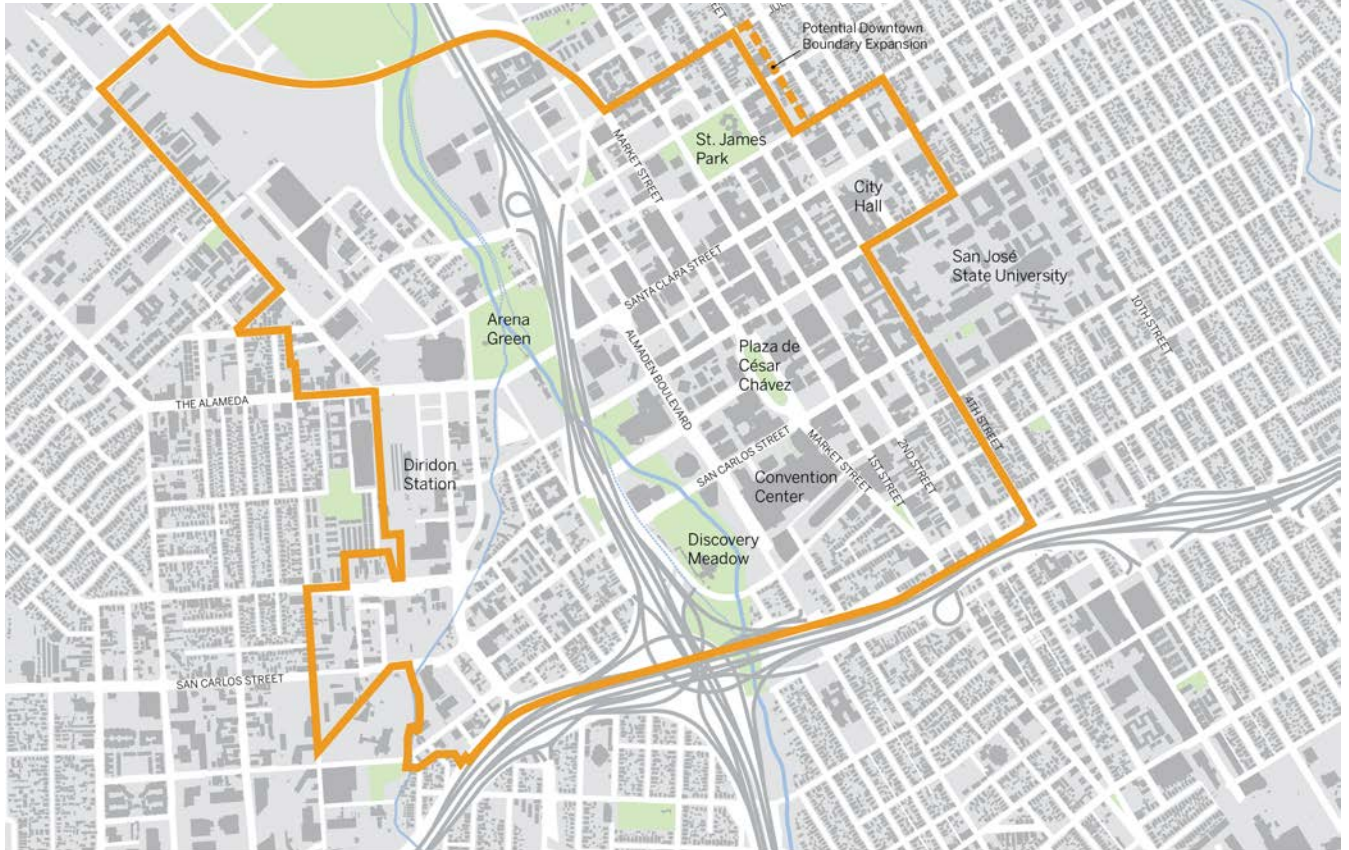 Potential Downtown
Boundary Expansion
MARKET STREET
St. James
Park
City
Hall
San José
State University
SANTA CLARA STREET
10TH STREET
Arena
Green
ALMADEN BOULEVARD
Plaza de
César
Chávez
THE ALAMEDA
4TH STREET
Diridon
Station
SAN CARLOS STREET
MARKET STREET
2ND STREET
1ST STREET
Convention
Center
Discovery
Meadow
SAN CARLOS STREET